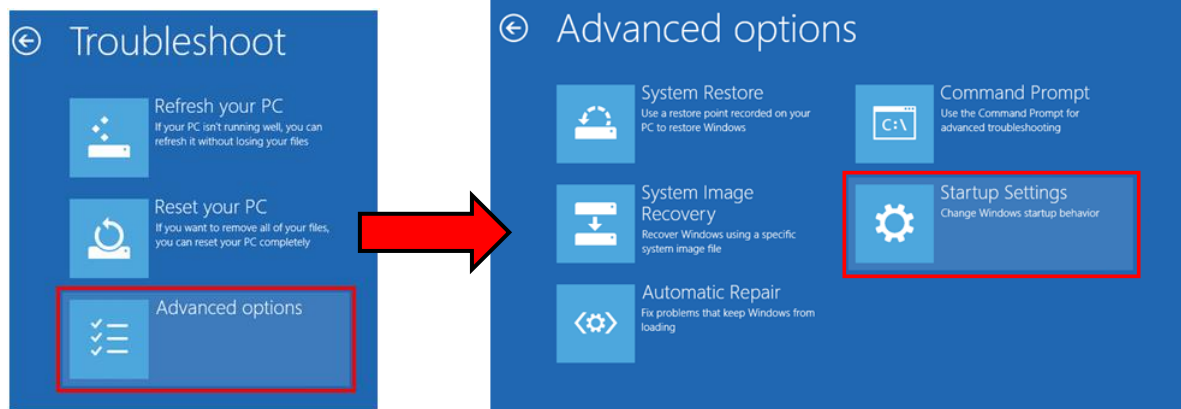 Troubleshoot
Refresh your PC
If your PC isn't running well, you can
refresh it without losing your files
Reset your PC
If you want to remove all of your files,
you can reset your PC completely
Advanced options
Advanced options
System Restore
Use a restore point recorded on your
PC to restore Windows
System Image
Recovery
Recover Windows using a specific
system image file
Automatic Repair
Fix problems that keep Windows from
loading
Command Prompt
Use the Command Prompt for
advanced troubleshooting
C:\
Startup Settings
Change Windows startup behavior